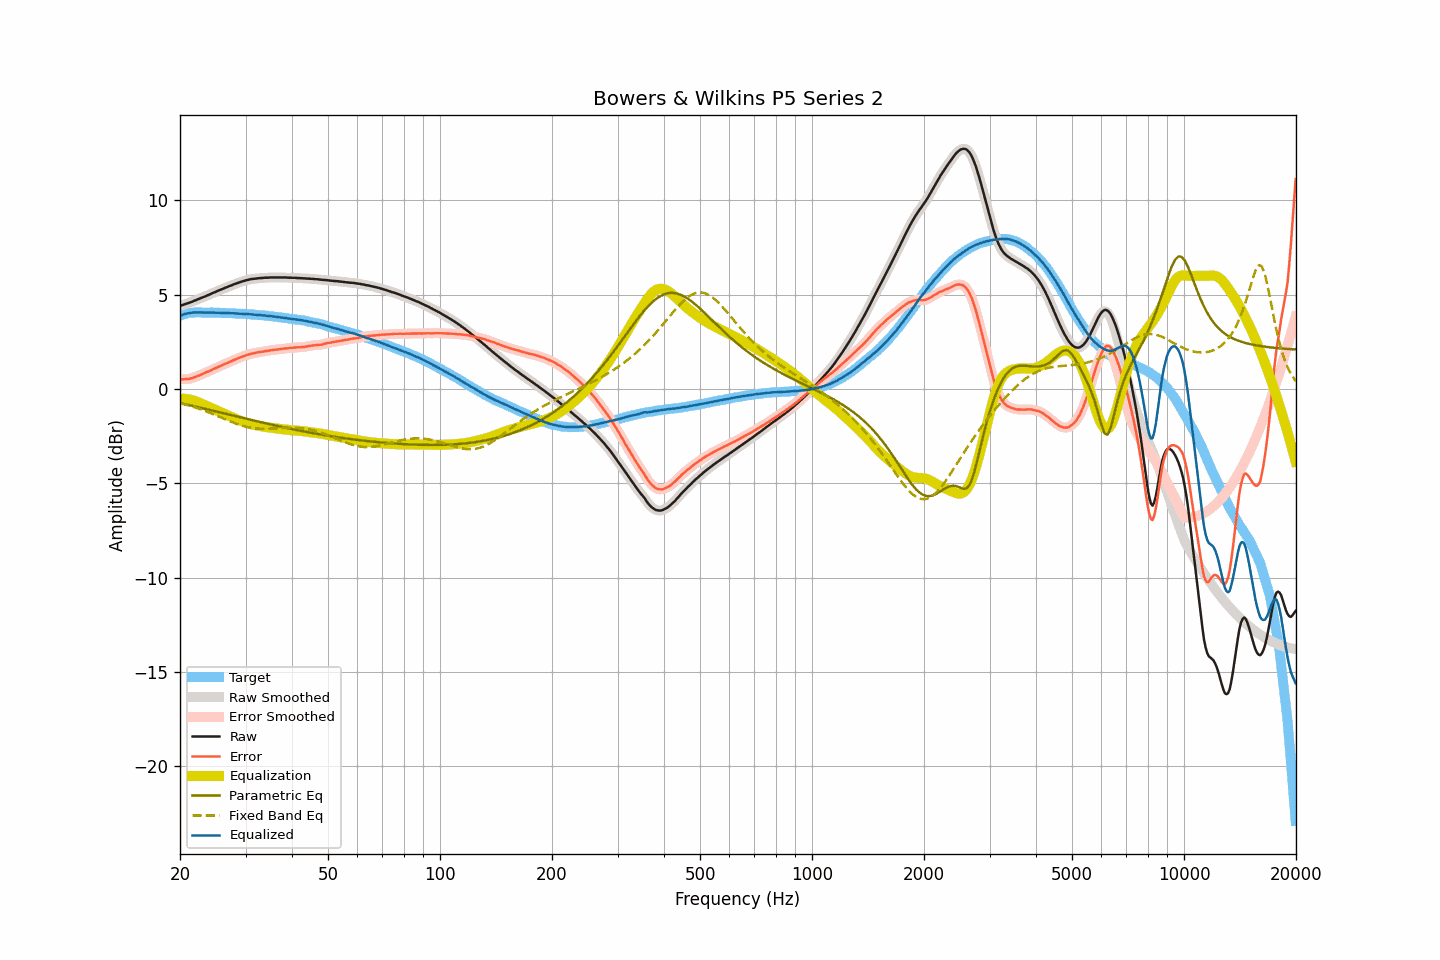 Bowers & Wilkins P5 Series 2
Amplitude (dBr)
10
5
0
−5
−10
−15
−20
Target
Raw Smoothed
Error Smoothed
Raw
Error
Equalization
Parametric Eq
Fixed Band Eq
Equalized
20 50 100 200 500 1000 2000 5000 10000 20000
Frequency (Hz)